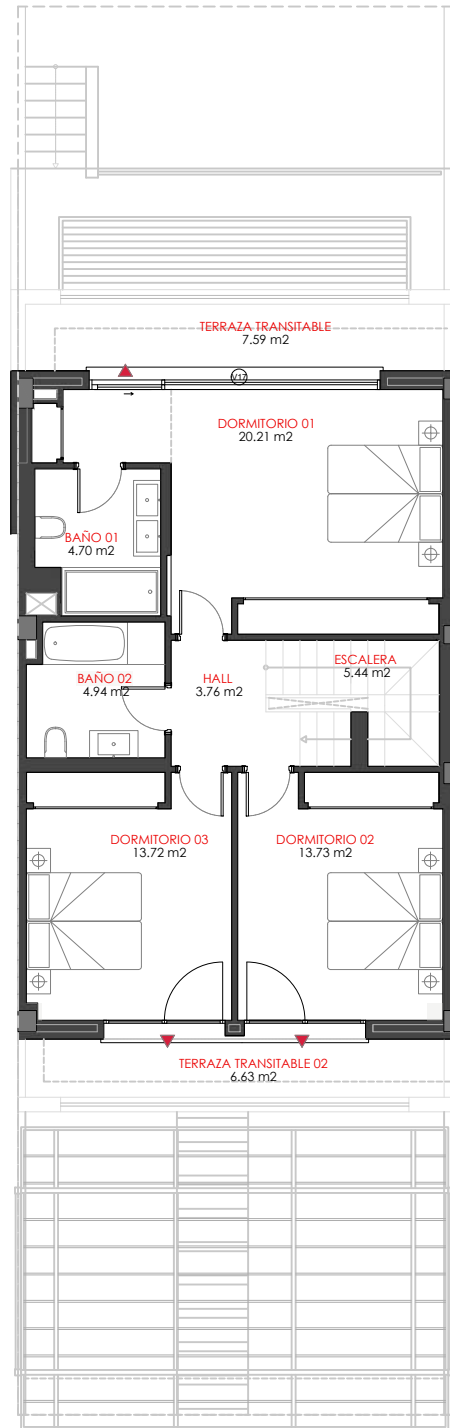 TERRAZA TRANSITABLE
7.59 m2
V17
DORMITORIO 01
20.21 m2
BAÑO 01
4.70 m2
BAÑO 02
4.94 m2
HALL
3.76 m2
ESCALERA
5.44 m2
DORMITORIO 03
13.72 m2
DORMITORIO 02
13.73 m2
TERRAZA TRANSITABLE 02
6.63 m2